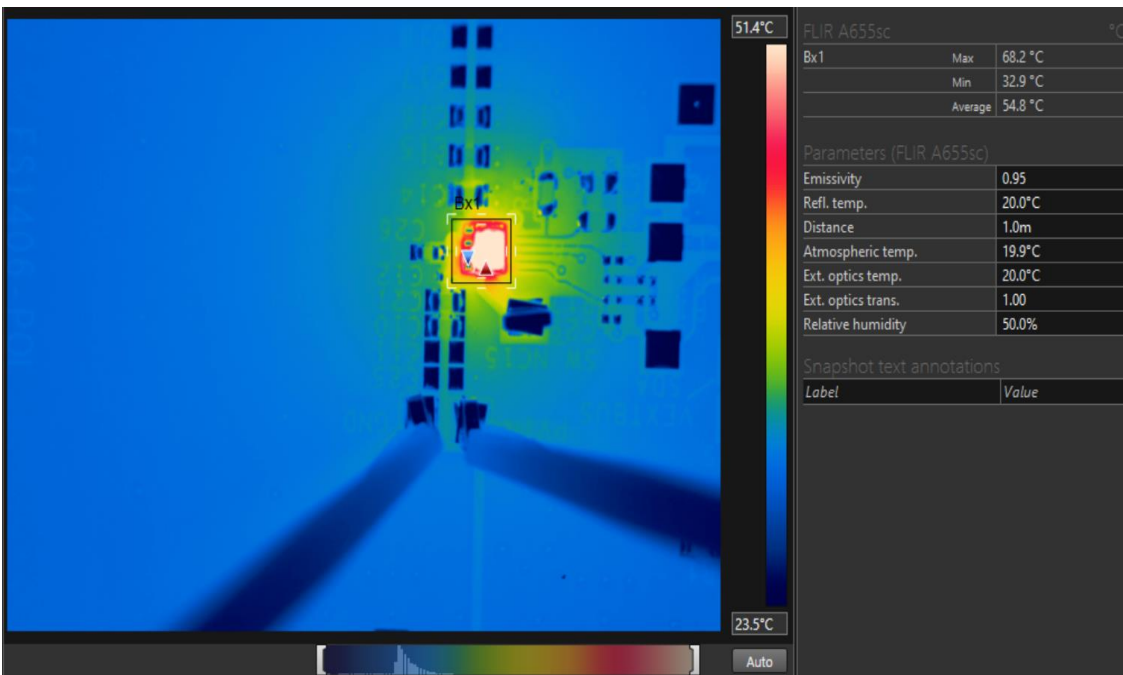 51.4°C
Bx1
23.5°C
Auto
FLIR A655sc °C
Bx1 Max 68.2 °C
Min 32.9 °C
Average 54.8 °C
Parameters (FLIR A655sc)
Emissivity 0.95
Refl. temp. 20.0°C
Distance 1.0m
Atmospheric temp. 19.9°C
Ext. optics temp. 20.0°C
Ext. optics trans. 1.00
Relative humidity 50.0%
Snapshot text annotations
Label Value